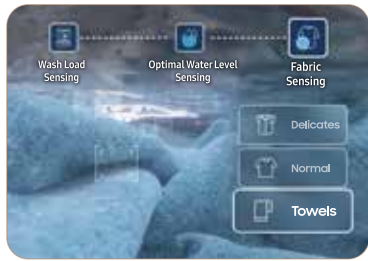 Wash Load
Sensing
Optimal Water Level
Sensing
Fabric
Sensing
Delicates
Normal
Towels